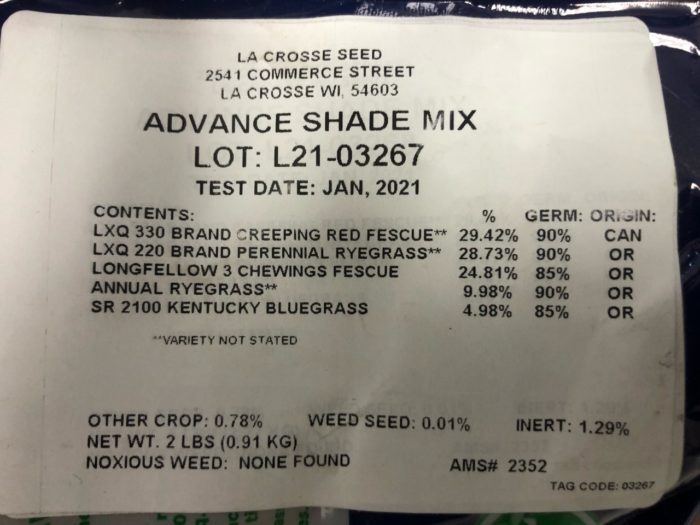 LA CROSSE SEED
2541 COMMERCE STREET
LA CROSSE WI, 54603
ADVANCE SHADE MIX
LOT: L21-03267
TEST DATE: JAN, 2021
CONTENTS: % GERM: ORIGIN:
LXQ 330 BRAND CREEPING RED FESCUE** 29.42% 90% CAN
LXQ 220 BRAND PERENNIAL RYEGRASS** 28.73% 90% OR
LONGFELLOW 3 CHEWINGS FESCUE 24.81% 85% OR
ANNUAL RYEGRASS** 9.98% 90% OR
SR 2100 KENTUCKY BLUEGRASS 4.98% 85% OR
**VARIETY NOT STATED
OTHER CROP: 0.78% WEED SEED: 0.01% INERT: 1.29%
NET WT. 2 LBS (0.91 KG)
NOXIOUS WEED: NONE FOUND AMS# 2352
TAG CODE: 03267